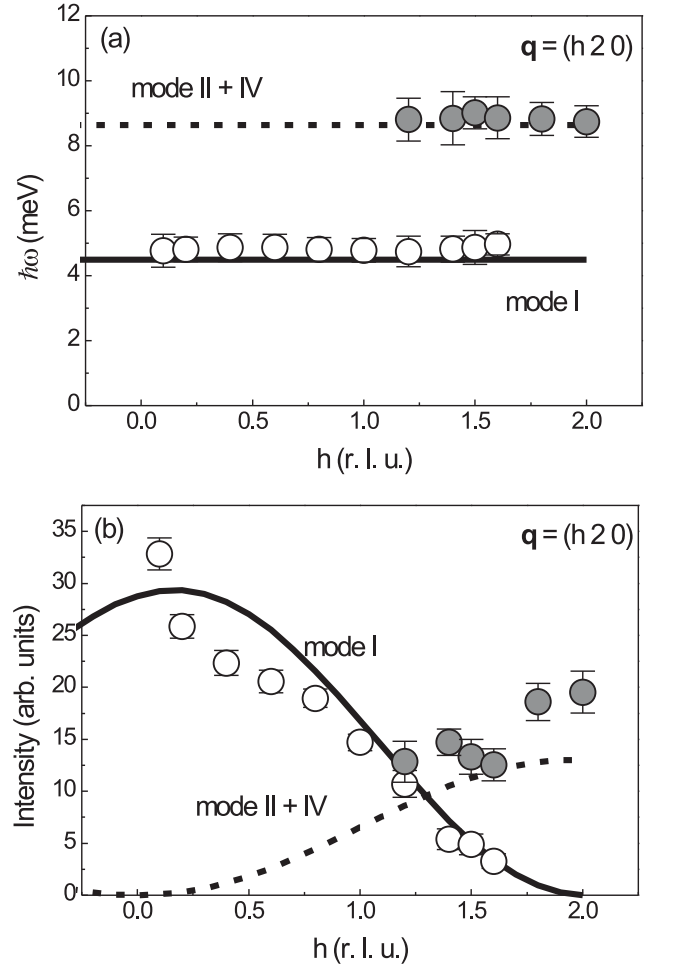 (a)
q = (h 2 0)
mode II + IV
mode I
ħω (meV)
12
10
8
6
4
2
0
0.0 0.5 1.0 1.5 2.0
h (r. l. u.)
(b)
q = (h 2 0)
mode I
mode II + IV
Intensity (arb. units)
35
30
25
20
15
10
5
0
0.0 0.5 1.0 1.5 2.0
h (r. l. u.)